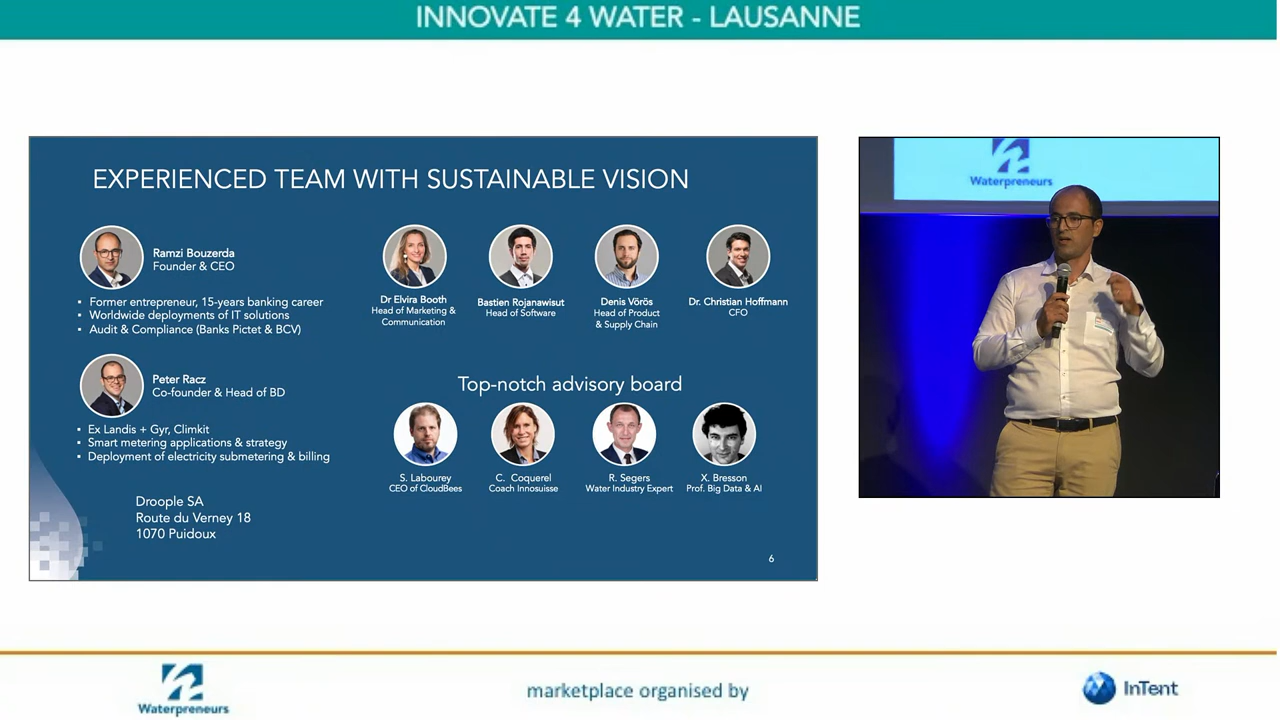 INNOVATE 4 WATER - LAUSANNE
EXPERIENCED TEAM WITH SUSTAINABLE VISION
Ramzi Bouzerda
Founder & CEO
▪ Former entrepreneur, 15-years banking career
▪ Worldwide deployments of IT solutions
▪ Audit & Compliance (Banks Pictet & BCV)
Peter Racz
Co-founder & Head of BD
▪ Ex Landis + Gyr, Climkit
▪ Smart metering applications & strategy
▪ Deployment of electricity submetering & billing
Droople SA
Route du Verney 18
1070 Puidoux
Dr Elvira Booth
Head of Marketing &
Communication
Bastien Rojanawisut
Head of Software
Denis Vörös
Head of Product
& Supply Chain
Dr. Christian Hoffmann
CFO
Top-notch advisory board
S. Labourey
CEO of CloudBees
C. Coquerel
Coach Innosuisse
R. Segers
Water Industry Expert
X. Bresson
Prof. Big Data & AI
6
Waterpreneurs
Waterpreneurs
marketplace organised by
InTent